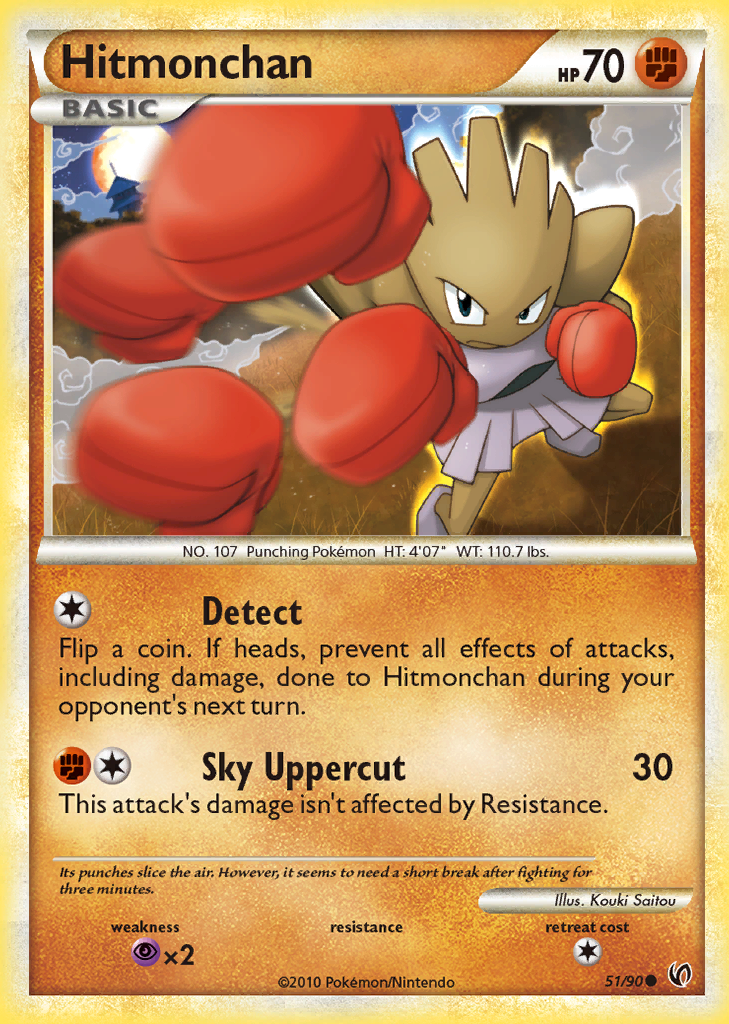 Hitmonchan
HP 70
BASIC
NO. 107 Punching Pokémon HT: 4'07" WT: 110.7 lbs.
Detect
Flip a coin. If heads, prevent all effects of attacks,
including damage, done to Hitmonchan during your
opponent's next turn.
Sky Uppercut 30
This attack's damage isn't affected by Resistance.
Its punches slice the air. However, it seems to need a short break after fighting for
three minutes.
Illus. Kouki Saitou
weakness resistance retreat cost
×2
©2010 Pokémon/Nintendo
51/90